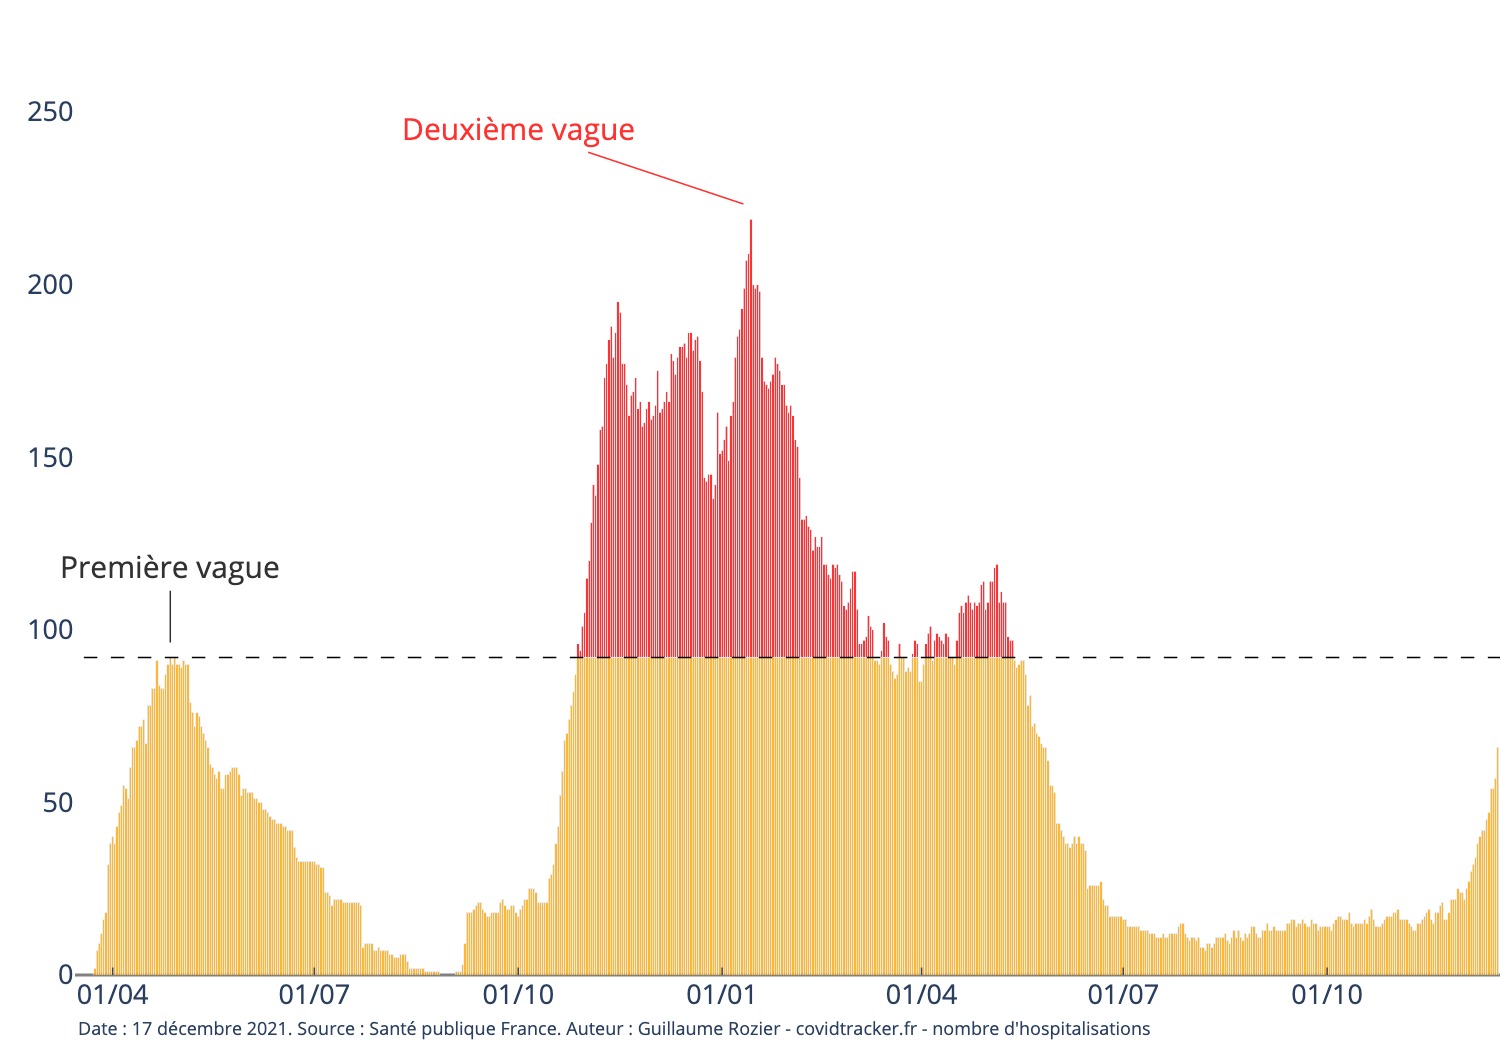 250
Deuxième vague
200
150
Première vague
100
50
0
01/04 01/07 01/10 01/01 01/04 01/07 01/10
Date : 17 décembre 2021. Source : Santé publique France. Auteur : Guillaume Rozier - covidtracker.fr - nombre d'hospitalisations